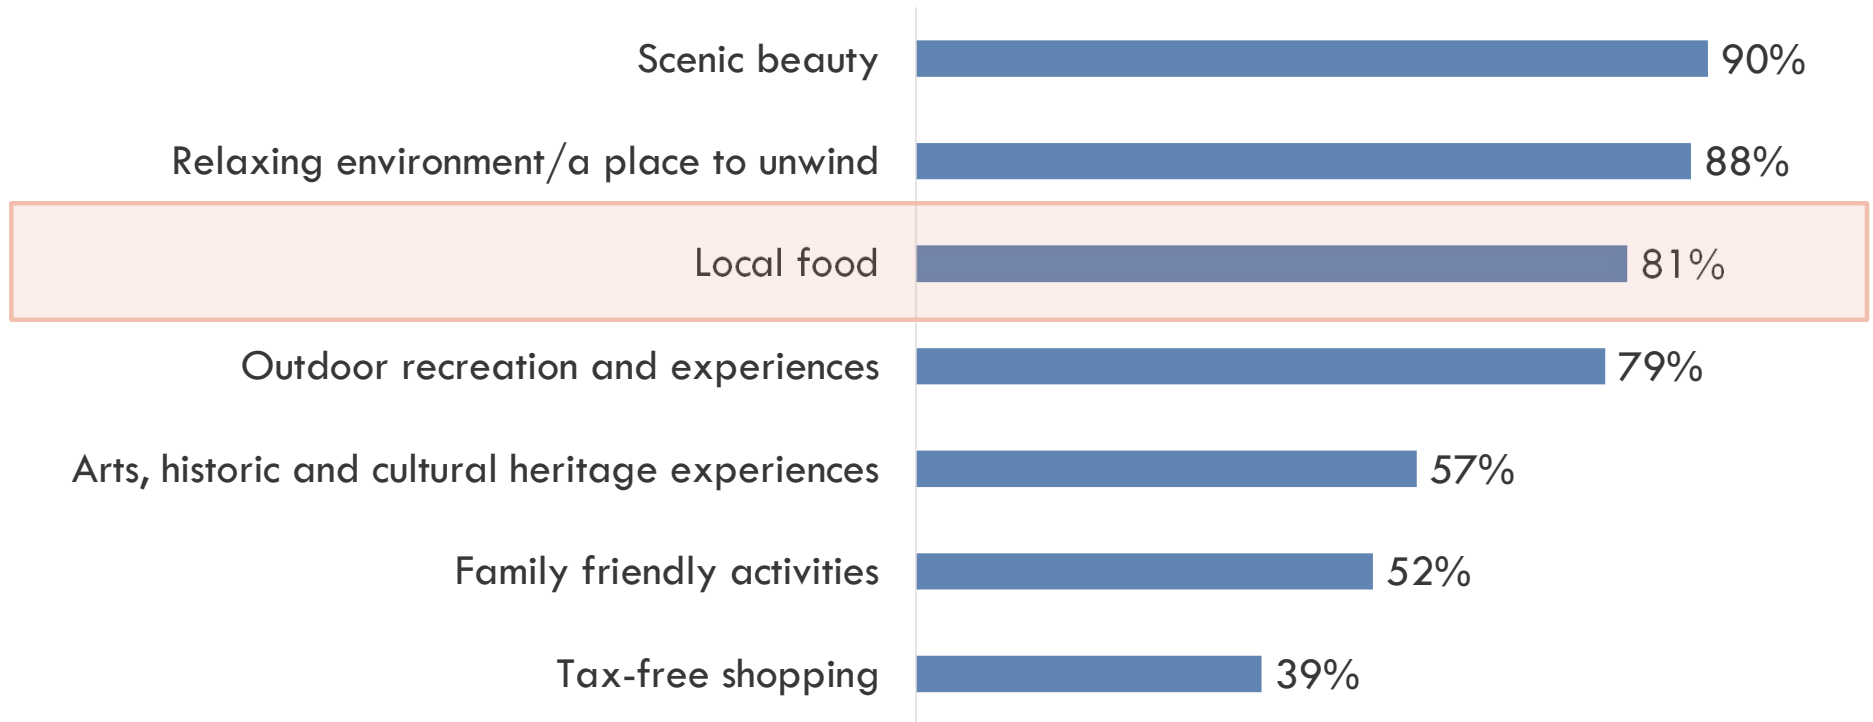 Scenic beauty 90%
Relaxing environment/a place to unwind 88%
Local food 81%
Outdoor recreation and experiences 79%
Arts, historic and cultural heritage experiences 57%
Family friendly activities 52%
Tax-free shopping 39%